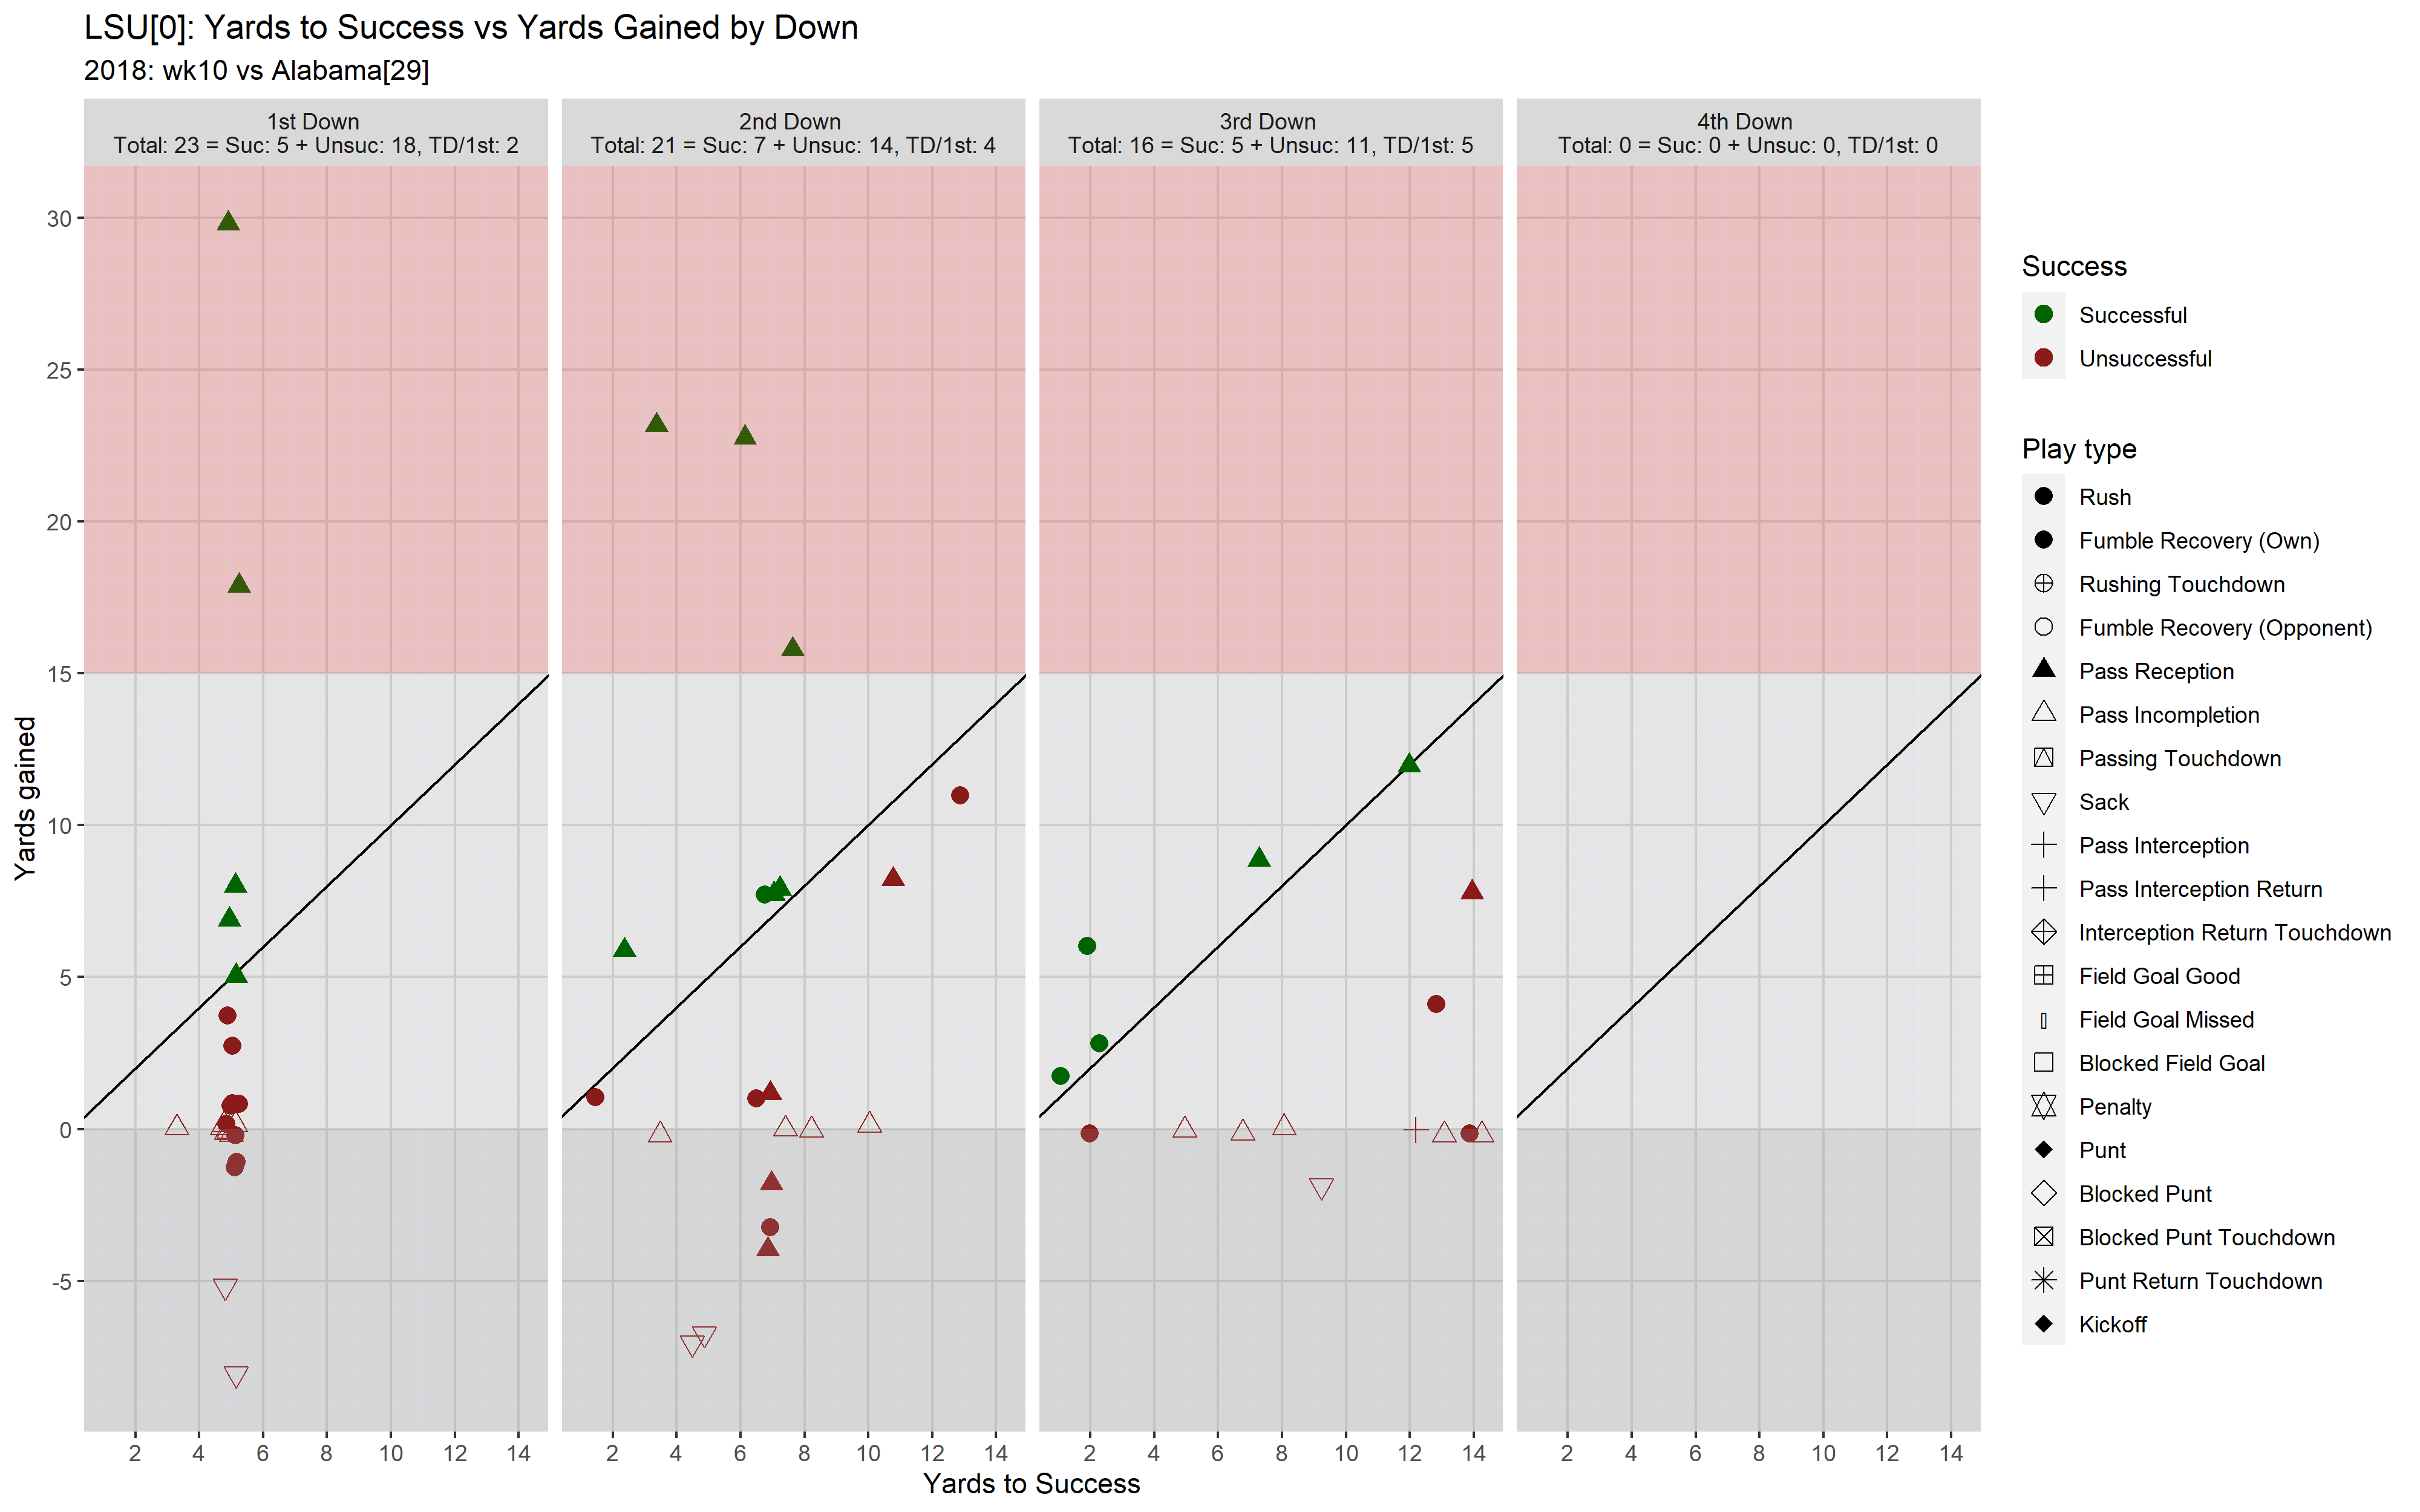 LSU[0]: Yards to Success vs Yards Gained by Down
2018: wk10 vs Alabama[29]
1st Down
Total: 23 = Suc: 5 + Unsuc: 18, TD/1st: 2
2nd Down
Total: 21 = Suc: 7 + Unsuc: 14, TD/1st: 4
3rd Down
Total: 16 = Suc: 5 + Unsuc: 11, TD/1st: 5
4th Down
Total: 0 = Suc: 0 + Unsuc: 0, TD/1st: 0
Yards gained
30
25
20
15
10
5
0
-5
2 4 6 8 10 12 14
2 4 6 8 10 12 14
2 4 6 8 10 12 14
2 4 6 8 10 12 14
Yards to Success
Success
Successful
Unsuccessful
Play type
Rush
Fumble Recovery (Own)
Rushing Touchdown
Fumble Recovery (Opponent)
Pass Reception
Pass Incompletion
Passing Touchdown
Sack
Pass Interception
Pass Interception Return
Interception Return Touchdown
Field Goal Good
Field Goal Missed
Blocked Field Goal
Penalty
Punt
Blocked Punt
Blocked Punt Touchdown
Punt Return Touchdown
Kickoff